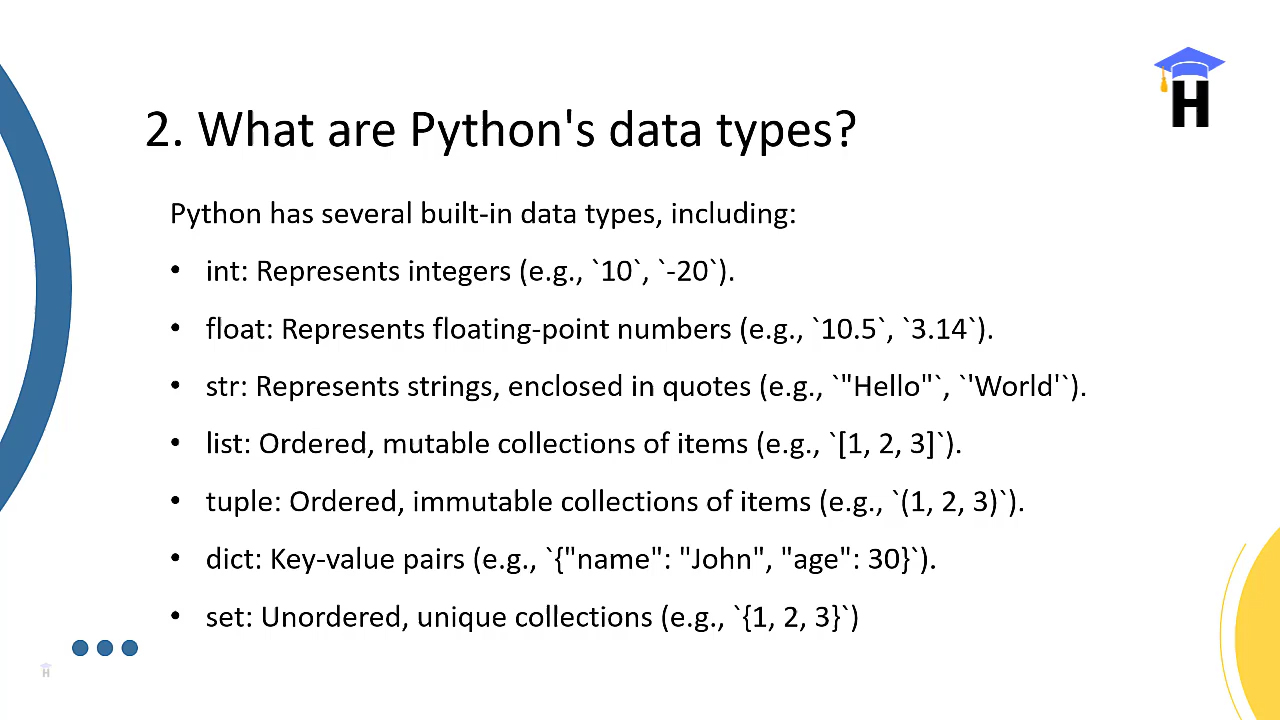 H
2. What are Python's data types?
Python has several built-in data types, including:
• int: Represents integers (e.g., `10`, `-20`).
• float: Represents floating-point numbers (e.g., `10.5`, `3.14`).
• str: Represents strings, enclosed in quotes (e.g., `"Hello"`, `'World'`).
• list: Ordered, mutable collections of items (e.g., `[1, 2, 3]`).
• tuple: Ordered, immutable collections of items (e.g., `(1, 2, 3)`).
• dict: Key-value pairs (e.g., `{"name": "John", "age": 30}`).
• set: Unordered, unique collections (e.g., `{1, 2, 3}`)
H